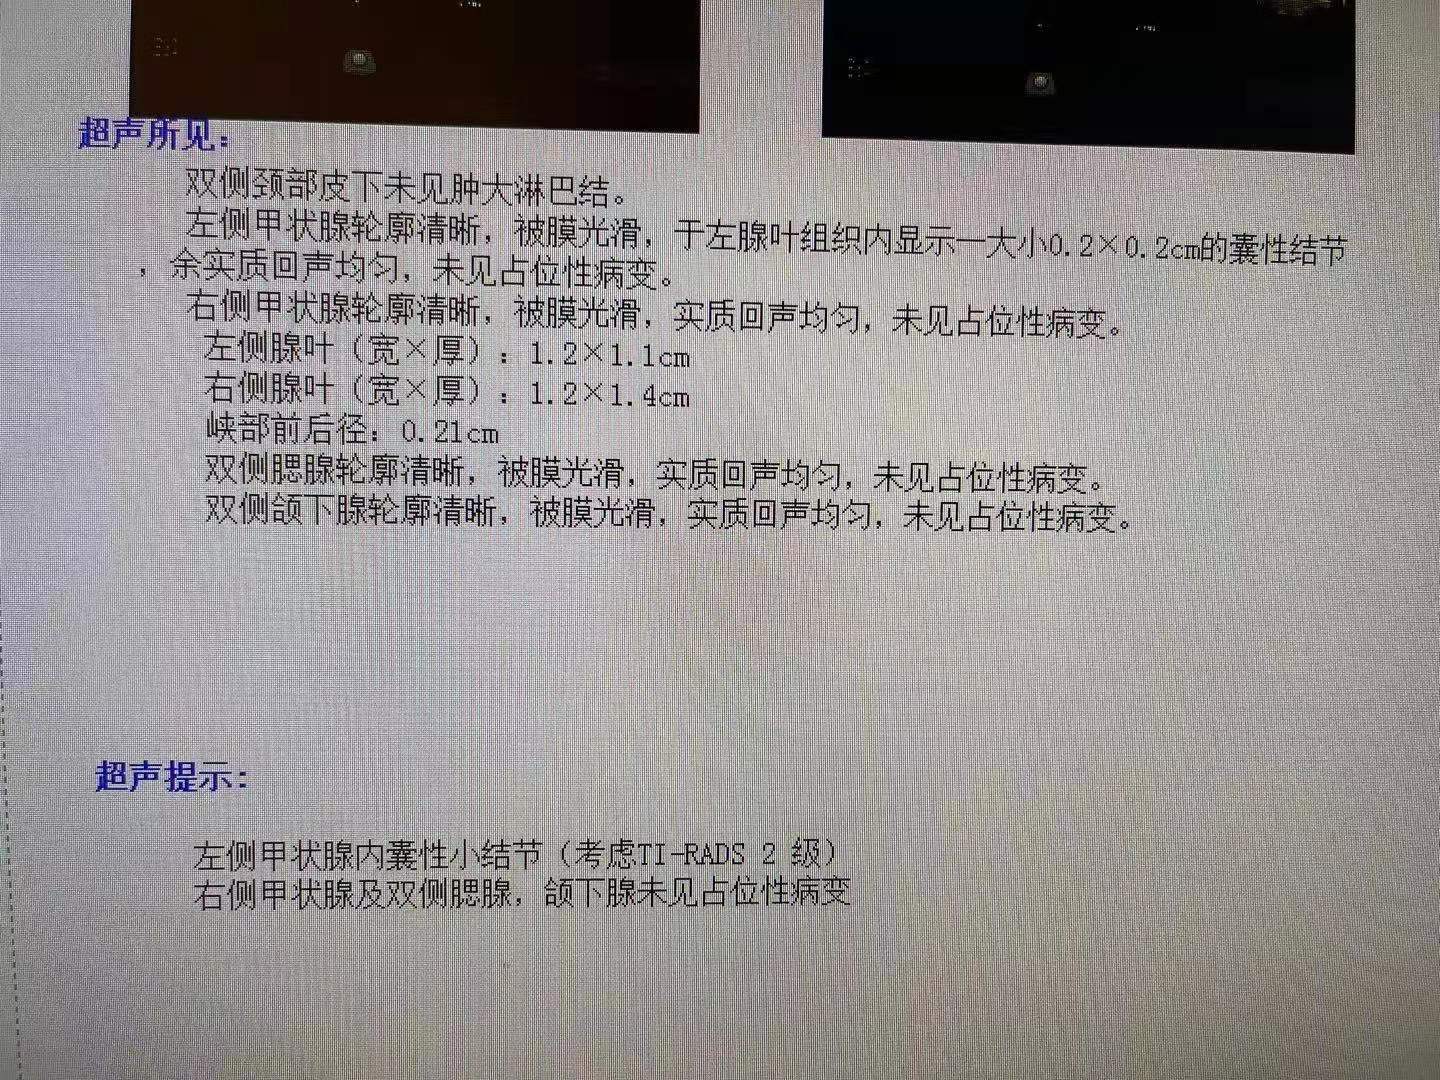 超声所见：
双侧颈部皮下未见肿大淋巴结。
左侧甲状腺轮廓清晰，被膜光滑，于左腺叶组织内显示一大小0.2×0.2cm的囊性结节
，余实质回声均匀，未见占位性病变。
右侧甲状腺轮廓清晰，被膜光滑，实质回声均匀，未见占位性病变。
左侧腺叶（宽×厚）：1.2×1.1cm
右侧腺叶（宽×厚）：1.2×1.4cm
峡部前后径：0.21cm
双侧腮腺轮廓清晰，被膜光滑，实质回声均匀，未见占位性病变。
双侧颌下腺轮廓清晰，被膜光滑，实质回声均匀，未见占位性病变。
超声提示：
左侧甲状腺内囊性小结节（考虑TI-RADS 2 级）
右侧甲状腺及双侧腮腺，颌下腺未见占位性病变